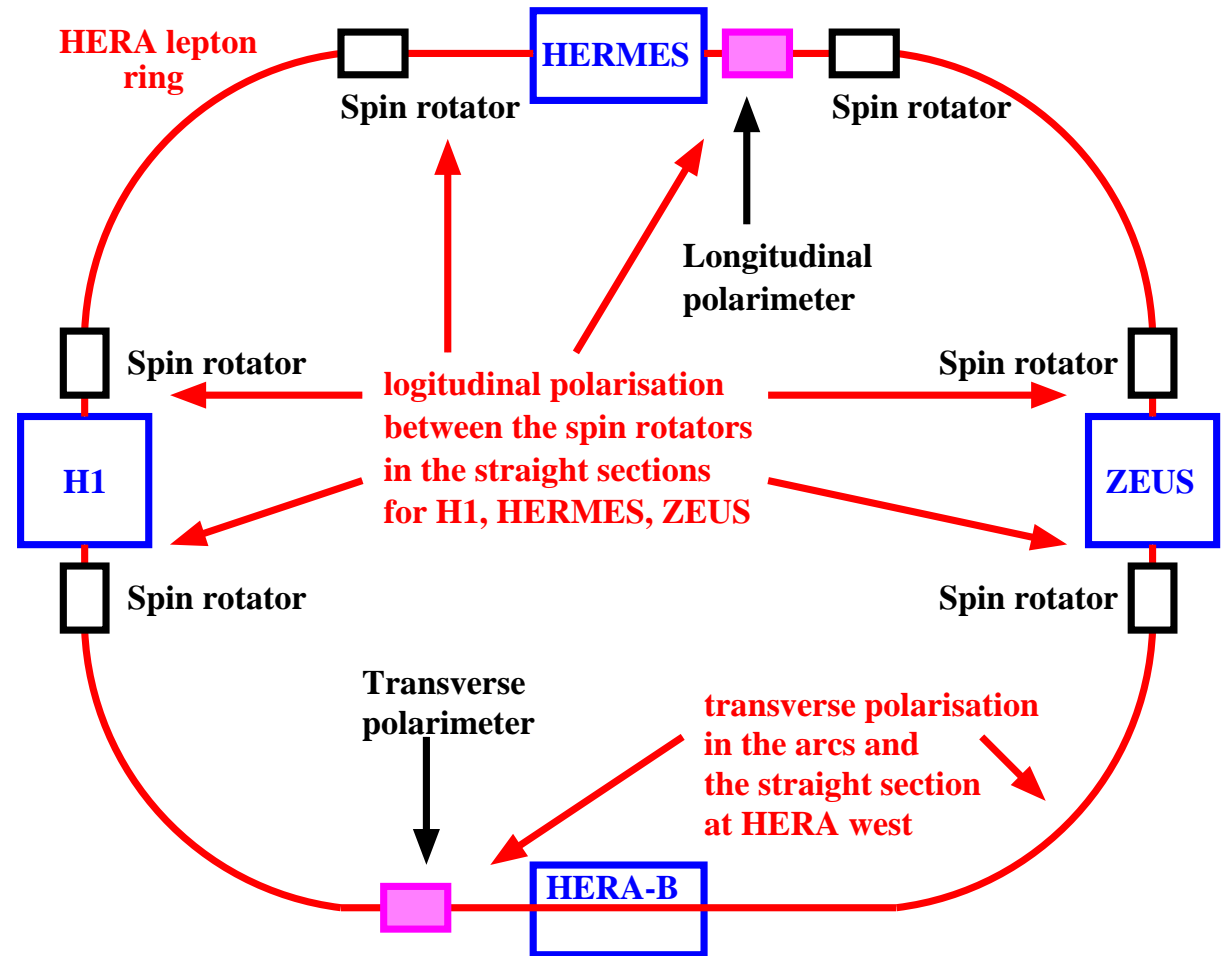 HERA lepton
ring
HERMES
Spin rotator
Spin rotator
Longitudinal
polarimeter
Spin rotator
Spin rotator
logitudinal polarisation
between the spin rotators
in the straight sections
for H1, HERMES, ZEUS
H1
ZEUS
Spin rotator
Spin rotator
Transverse
polarimeter
transverse polarisation
in the arcs and
the straight section
at HERA west
HERA-B